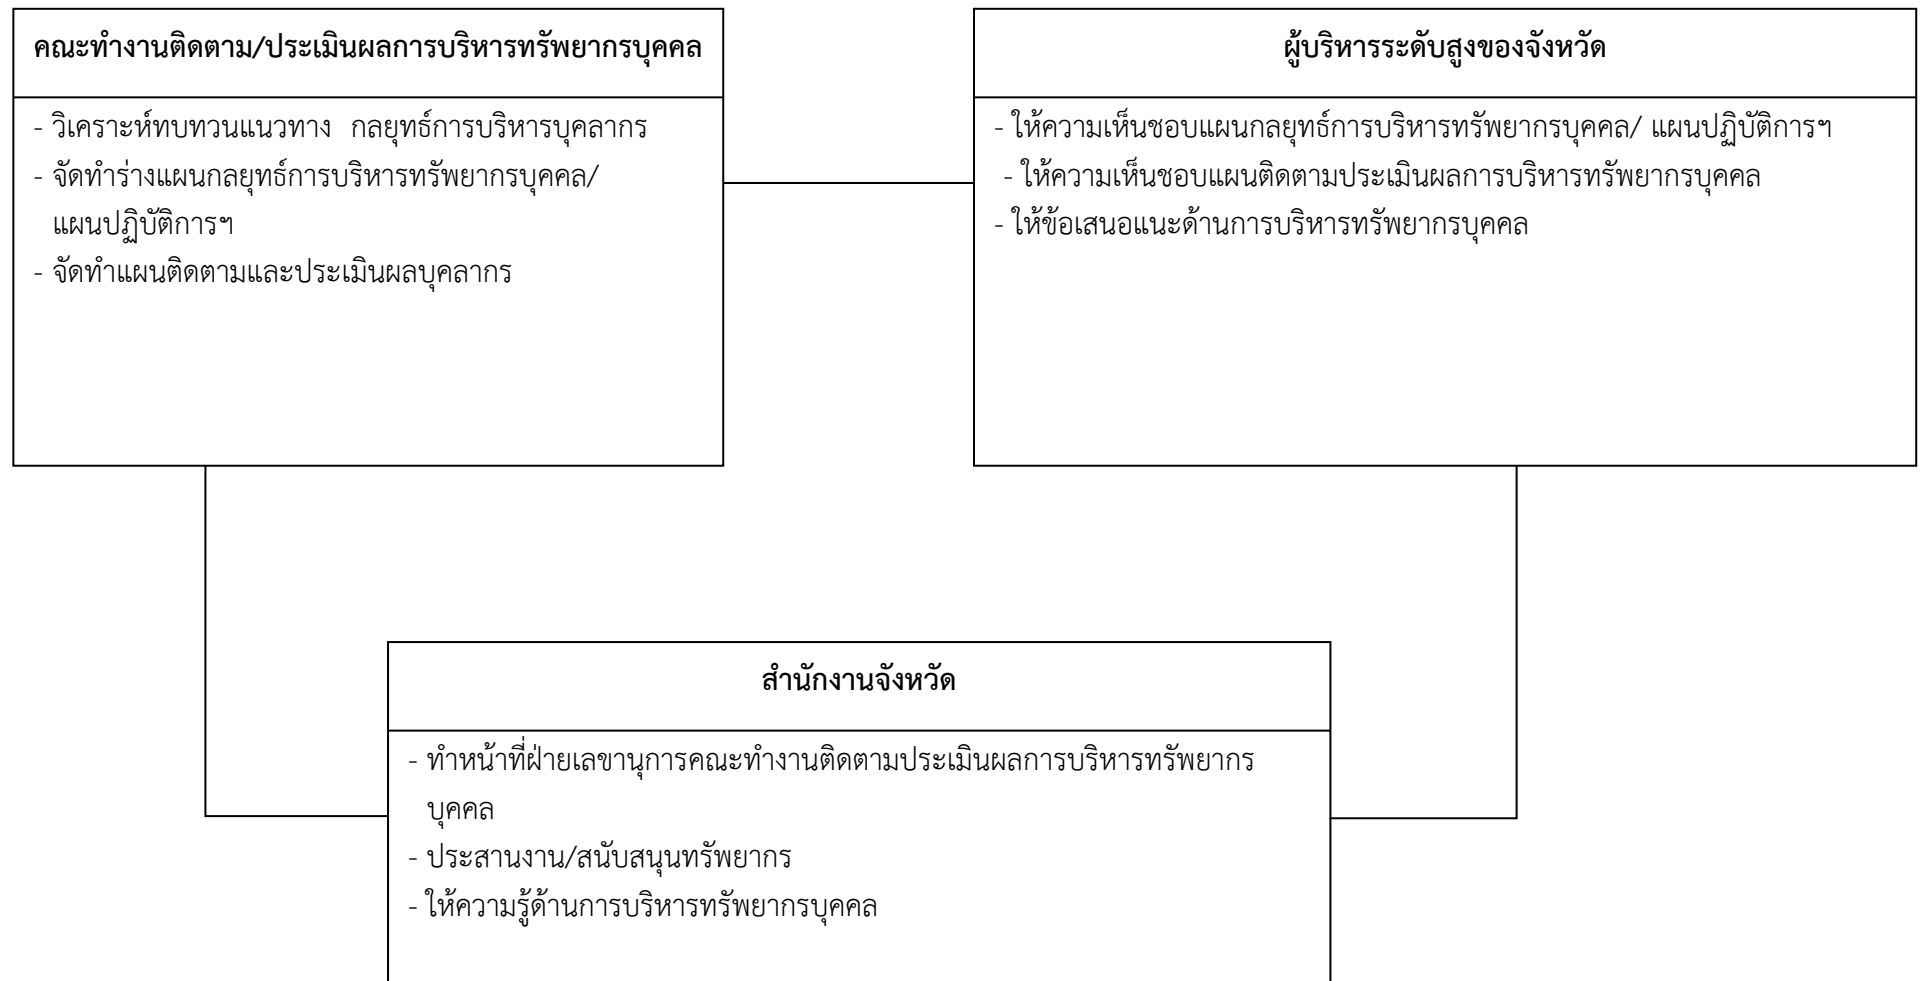 คณะทำงานติดตาม/ประเมินผลการบริหารทรัพยากรบุคคล
- วิเคราะห์ทบทวนแนวทาง กลยุทธ์การบริหารบุคลากร
- จัดทำร่างแผนกลยุทธ์การบริหารทรัพยากรบุคคล/
แผนปฏิบัติการฯ
- จัดทำแผนติดตามและประเมินผลบุคลากร
ผู้บริหารระดับสูงของจังหวัด
- ให้ความเห็นชอบแผนกลยุทธ์การบริหารทรัพยากรบุคคล/ แผนปฏิบัติการฯ
- ให้ความเห็นชอบแผนติดตามประเมินผลการบริหารทรัพยากรบุคคล
- ให้ข้อเสนอแนะด้านการบริหารทรัพยากรบุคคล
สำนักงานจังหวัด
- ทำหน้าที่ฝ่ายเลขานุการคณะทำงานติดตามประเมินผลการบริหารทรัพยากร
บุคคล
- ประสานงาน/สนับสนุนทรัพยากร
- ให้ความรู้ด้านการบริหารทรัพยากรบุคคล